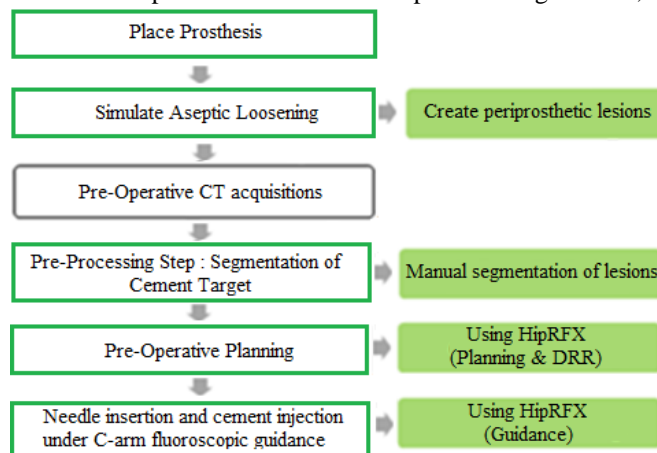 Place Prosthesis
Simulate Aseptic Loosening
Create periprosthetic lesions
Pre-Operative CT acquisitions
Pre-Processing Step : Segmentation of
Cement Target
Manual segmentation of lesions
Pre-Operative Planning
Using HipRFX
(Planning & DRR)
Needle insertion and cement injection
under C-arm fluoroscopic guidance
Using HipRFX
(Guidance)